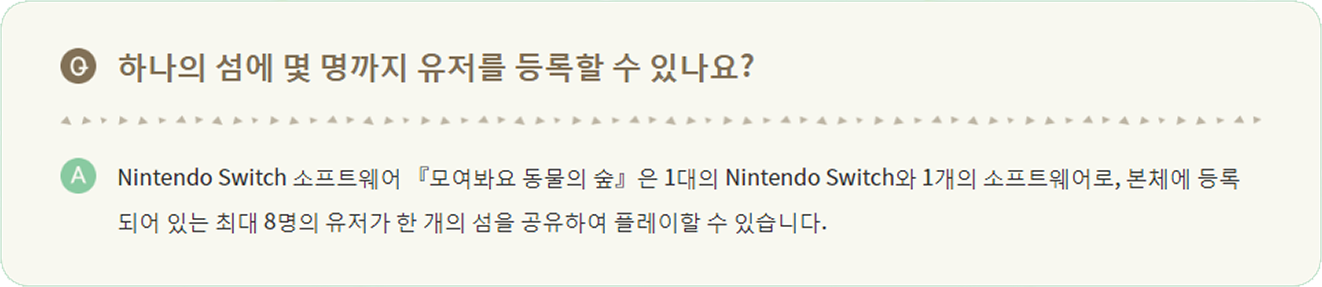 Q 하나의 섬에 몇 명까지 유저를 등록할 수 있나요?
A Nintendo Switch 소프트웨어 『모여봐요 동물의 숲』은 1대의 Nintendo Switch와 1개의 소프트웨어로, 본체에 등록
되어 있는 최대 8명의 유저가 한 개의 섬을 공유하여 플레이할 수 있습니다.